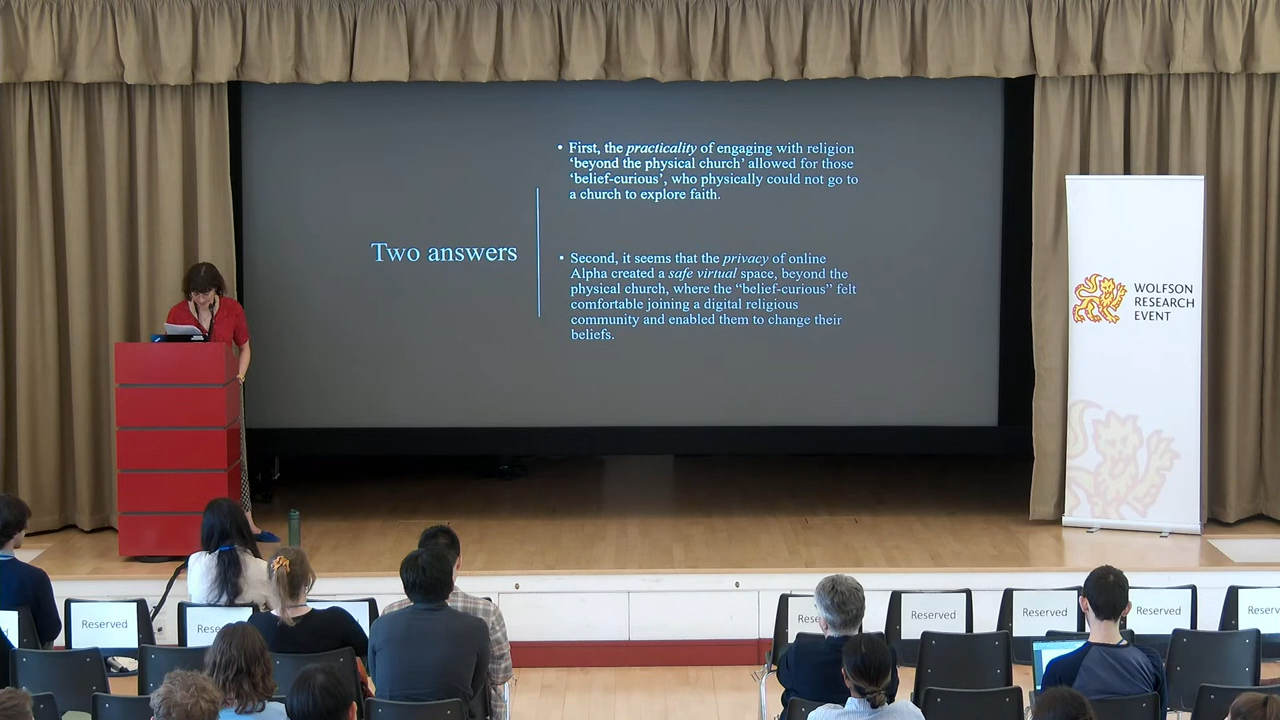 Two answers
• First, the practicality of engaging with religion
‘beyond the physical church’ allowed for those
‘belief-curious’, who physically could not go to
a church to explore faith.
• Second, it seems that the privacy of online
Alpha created a safe virtual space, beyond the
physical church, where the “belief-curious” felt
comfortable joining a digital religious
community and enabled them to change their
beliefs.
WOLFSON
RESEARCH
EVENT
Reserved
Rese
Rese
Reserved
Reserved
Reserved
Reserv